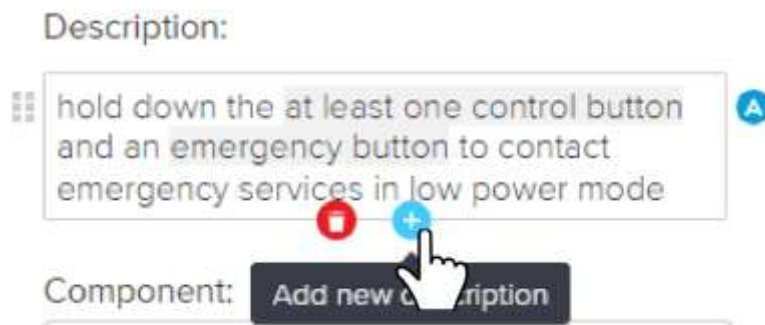 Description:
hold down the at least one control button
and an emergency button to contact
emergency services in low power mode
A
Component:
Add new
ription